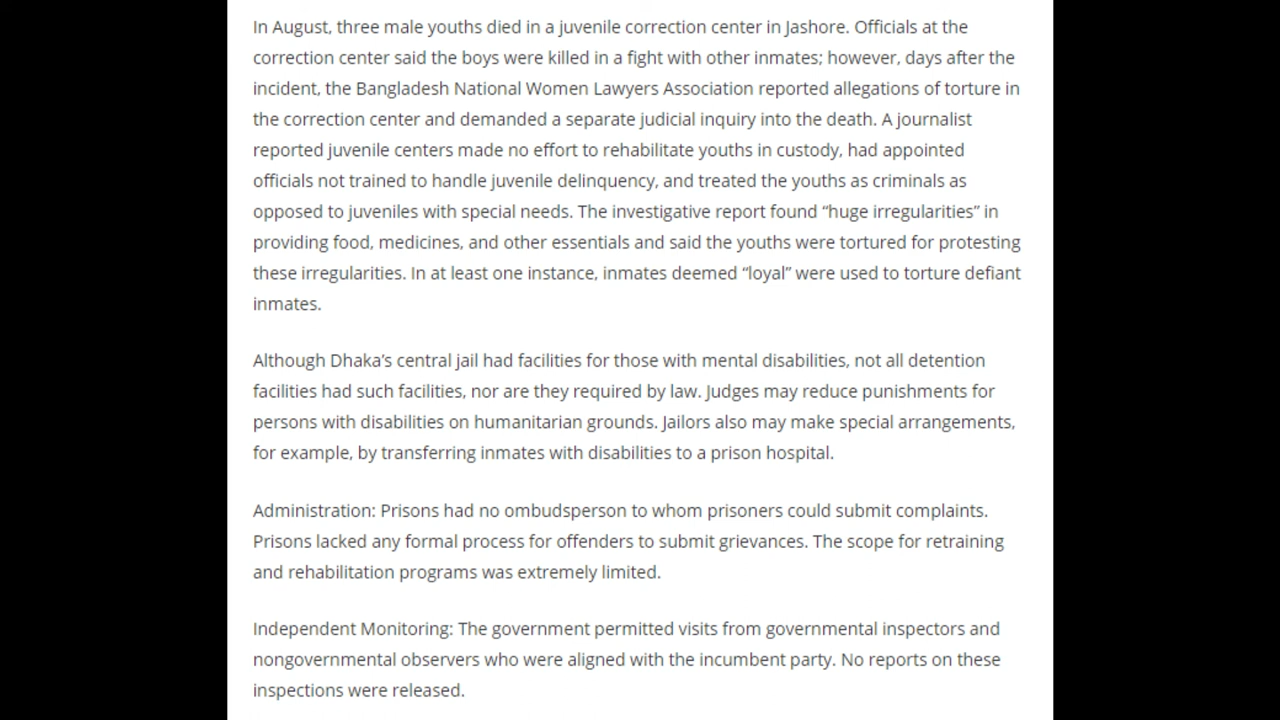 In August, three male youths died in a juvenile correction center in Jashore. Officials at the
correction center said the boys were killed in a fight with other inmates; however, days after the
incident, the Bangladesh National Women Lawyers Association reported allegations of torture in
the correction center and demanded a separate judicial inquiry into the death. A journalist
reported juvenile centers made no effort to rehabilitate youths in custody, had appointed
officials not trained to handle juvenile delinquency, and treated the youths as criminals as
opposed to juveniles with special needs. The investigative report found “huge irregularities” in
providing food, medicines, and other essentials and said the youths were tortured for protesting
these irregularities. In at least one instance, inmates deemed “loyal” were used to torture defiant
inmates.
Although Dhaka’s central jail had facilities for those with mental disabilities, not all detention
facilities had such facilities, nor are they required by law. Judges may reduce punishments for
persons with disabilities on humanitarian grounds. Jailors also may make special arrangements,
for example, by transferring inmates with disabilities to a prison hospital.
Administration: Prisons had no ombudsperson to whom prisoners could submit complaints.
Prisons lacked any formal process for offenders to submit grievances. The scope for retraining
and rehabilitation programs was extremely limited.
Independent Monitoring: The government permitted visits from governmental inspectors and
nongovernmental observers who were aligned with the incumbent party. No reports on these
inspections were released.